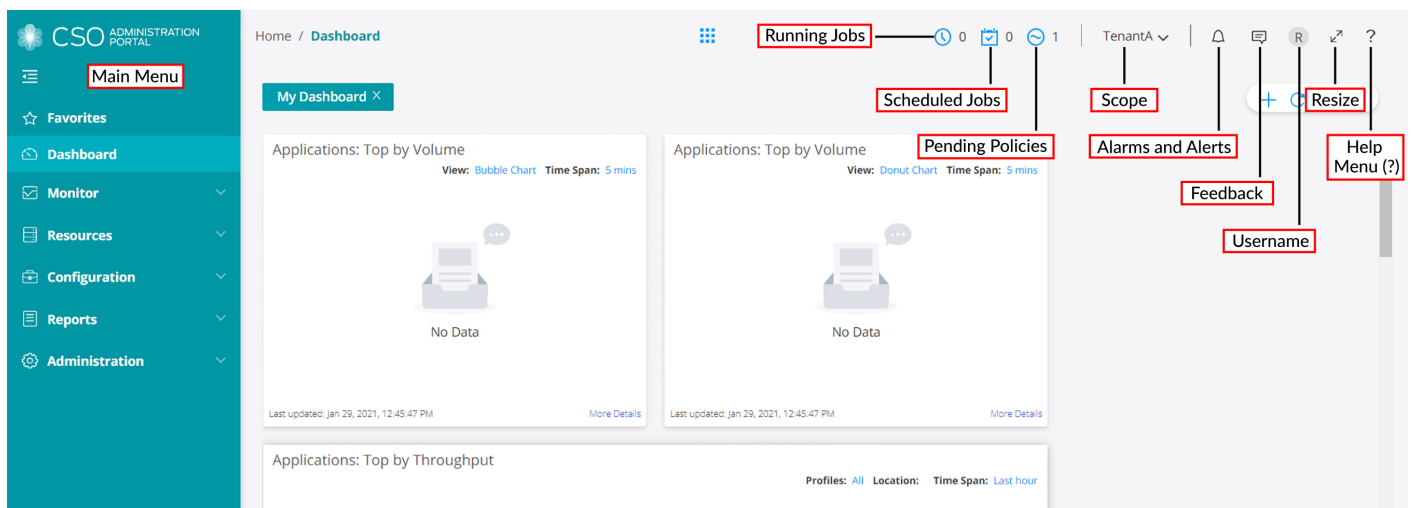 CSO ADMINISTRATION PORTAL
Home / Dashboard
Running Jobs
0
0
1
TenantA
R
?
Main Menu
My Dashboard ×
Scheduled Jobs
Scope
Resize
Favorites
Dashboard
Applications: Top by Volume
View: Bubble Chart Time Span: 5 mins
Applications: Top by Volume
View: Donut Chart Time Span: 5 mins
Pending Policies
Alarms and Alerts
Help
Menu (?)
Feedback
Username
Monitor
Resources
Configuration
Reports
Administration
No Data
No Data
Last updated: Jan 29, 2021, 12:45:47 PM
More Details
Last updated: Jan 29, 2021, 12:45:47 PM
More Details
Applications: Top by Throughput
Profiles: All Location: Time Span: Last hour